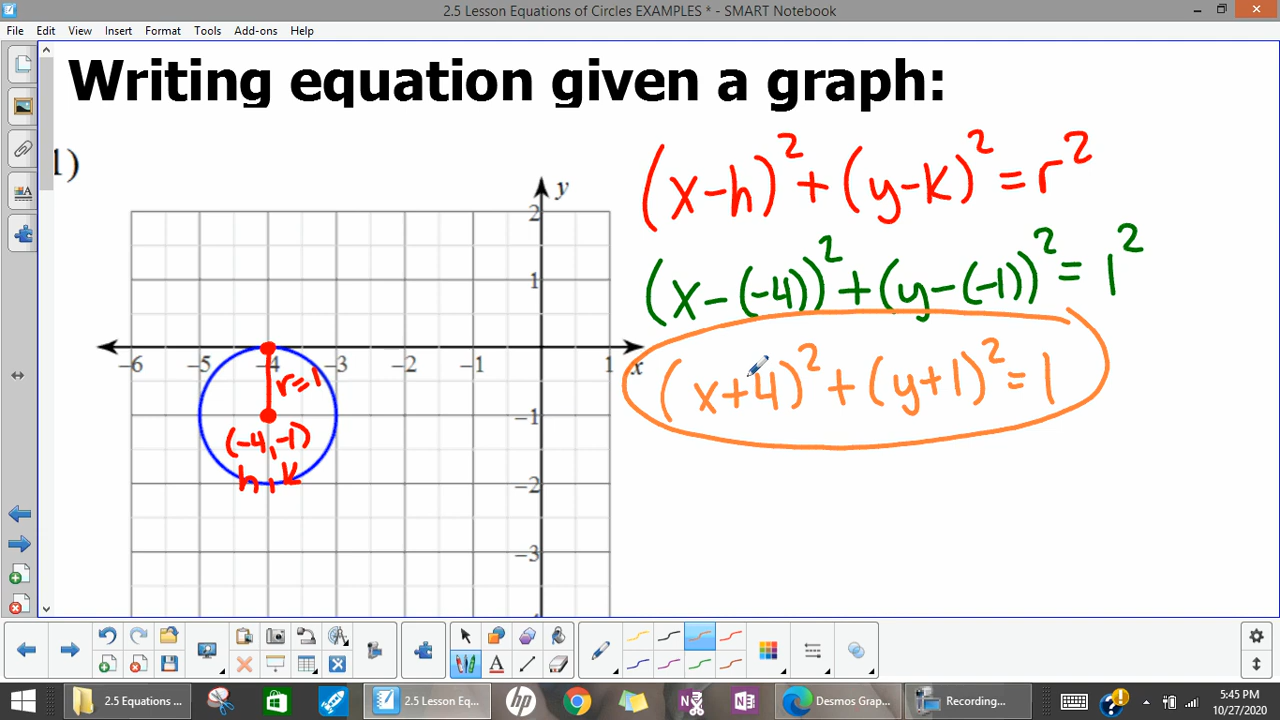 2.5 Lesson Equations of Circles EXAMPLES * - SMART Notebook
File Edit View Insert Format Tools Add-ons Help
Writing equation given a graph:
1)
(x-h)² + (y-k)² = r²
y
2
(x-(-4))² + (y-(-1))² = 1²
1
-6 -5 -4 -3 -2 1 x
r=1
(x+4)² + (y+1)² = 1
-1
(-4,-1)
h, k
-2
-3
2.5 Equations ... 2.5 Lesson Eq... Desmos Grap... Recording...
5:45 PM
10/27/2020